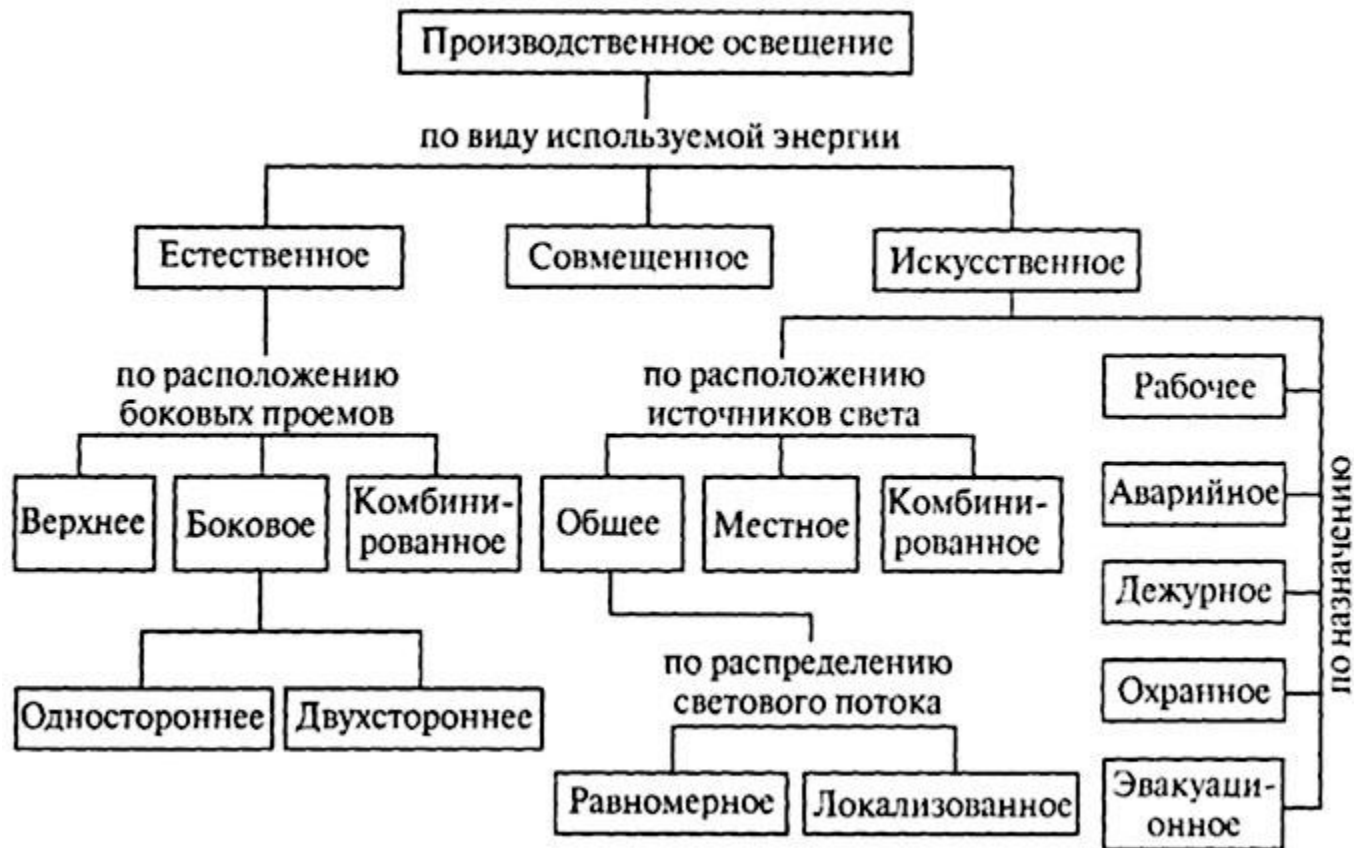 Производственное освещение
по виду используемой энергии
Естественное
Совмещенное
Искусственное
по расположению
боковых проемов
Верхнее
Боковое
Комбини-
рованное
Одностороннее
Двухстороннее
по расположению
источников света
Общее
Местное
Комбини-
рованное
по распределению
светового потока
Равномерное
Локализованное
по назначению
Рабочее
Аварийное
Дежурное
Охранное
Эвакуаци-
онное